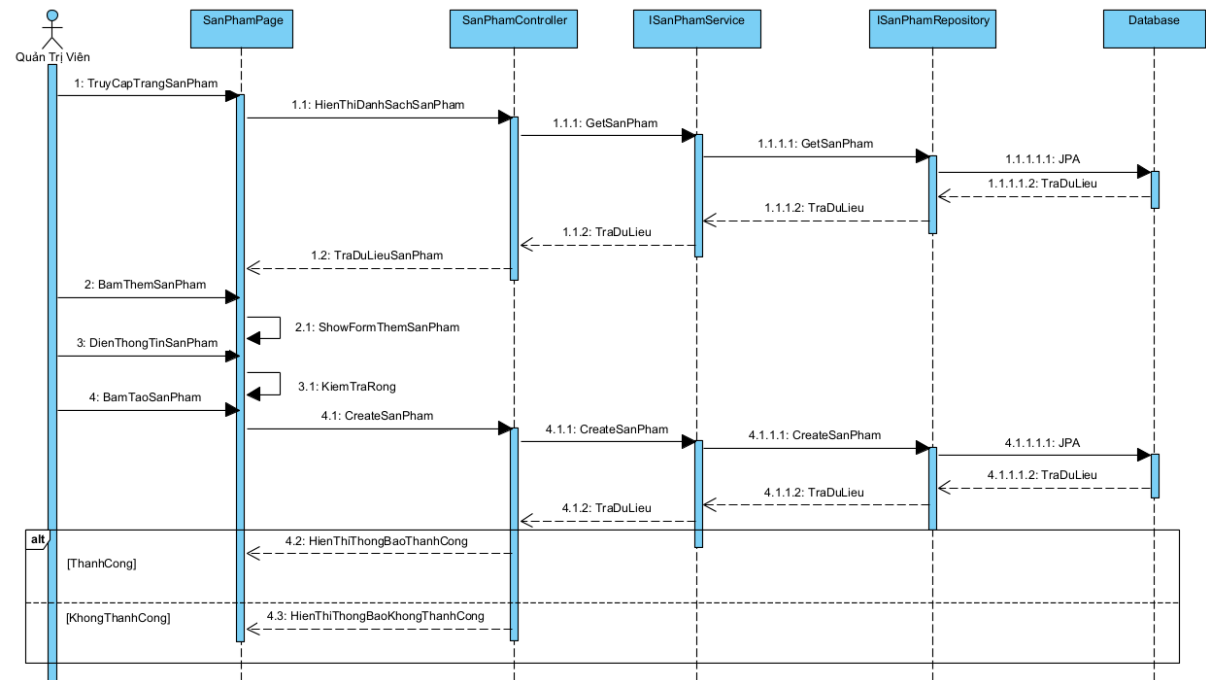 SanPhamPage
SanPhamController
ISanPhamService
ISanPhamRepository
Database
Quản Trị Viên
1: TruyCapTrangSanPham
1.1: HienThiDanhSachSanPham
1.1.1: GetSanPham
1.1.1.1: GetSanPham
1.1.1.1.1: JPA
1.1.1.1.2: TraDuLieu
1.1.1.2: TraDuLieu
1.1.2: TraDuLieu
1.2: TraDuLieuSanPham
2: BamThemSanPham
2.1: ShowFormThemSanPham
3: DienThongTinSanPham
3.1: KiemTraRong
4: BamTaoSanPham
4.1: CreateSanPham
4.1.1: CreateSanPham
4.1.1.1: CreateSanPham
4.1.1.1.1: JPA
4.1.1.1.2: TraDuLieu
4.1.1.2: TraDuLieu
4.1.2: TraDuLieu
alt
4.2: HienThiThongBaoThanhCong
[ThanhCong]
4.3: HienThiThongBaoKhongThanhCong
[KhongThanhCong]